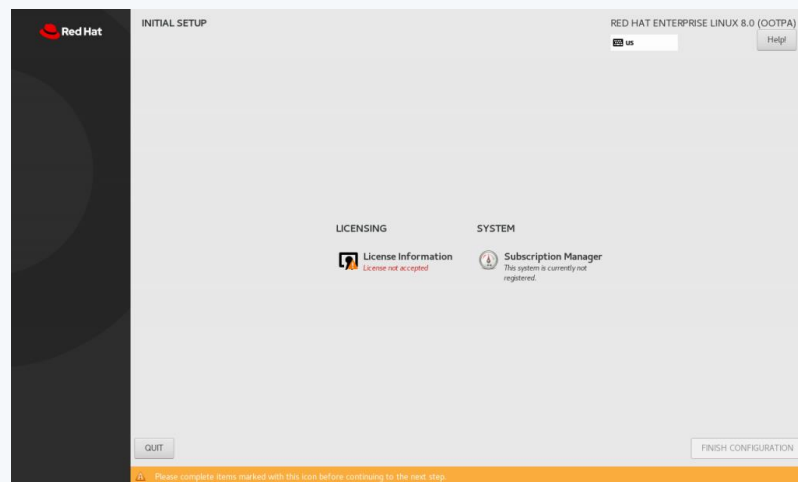 Red Hat
INITIAL SETUP
RED HAT ENTERPRISE LINUX 8.0 (OOTPA)
us
Help!
LICENSING
License Information
License not accepted
SYSTEM
Subscription Manager
This system is currently not
registered.
QUIT
FINISH CONFIGURATION
Please complete items marked with this icon before continuing to the next step.